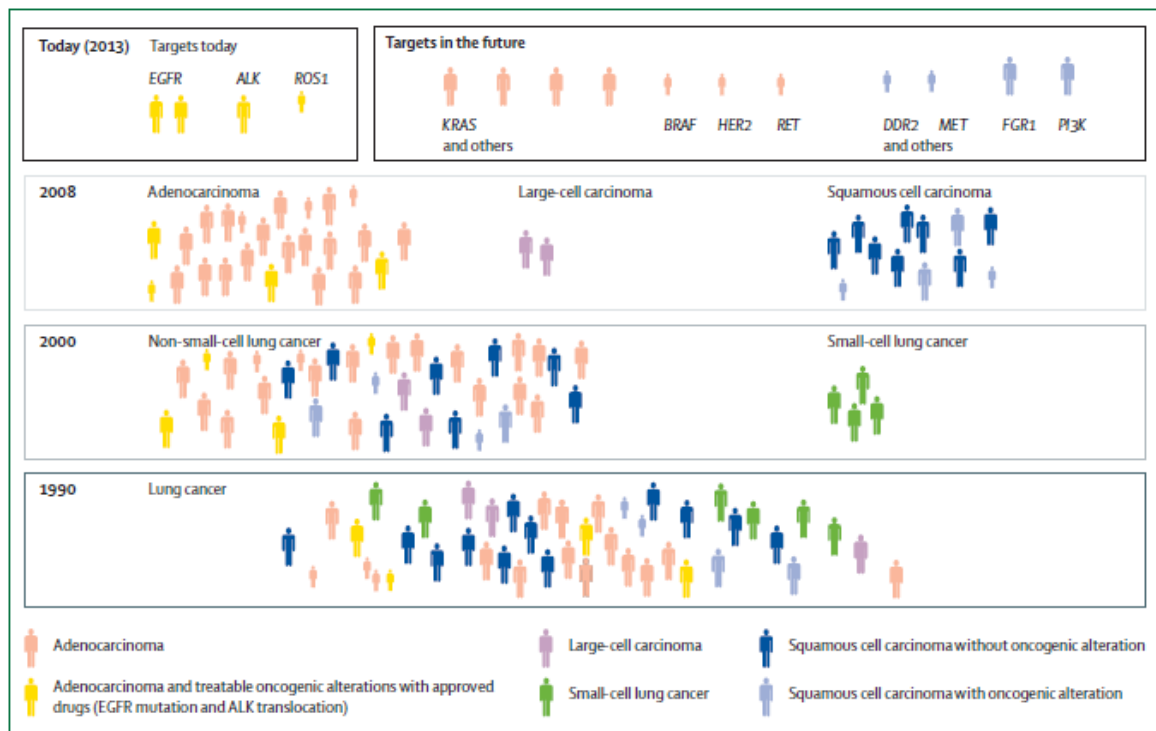 Today (2013) Targets today
EGFR ALK ROS1
Targets in the future
KRAS BRAF HER2 RET DDR2 MET FGR1 PI3K
and others and others
2008 Adenocarcinoma Large-cell carcinoma Squamous cell carcinoma
2000 Non-small-cell lung cancer Small-cell lung cancer
1990 Lung cancer
Adenocarcinoma Large-cell carcinoma Squamous cell carcinoma without oncogenic alteration
Adenocarcinoma and treatable oncogenic alterations with approved
drugs (EGFR mutation and ALK translocation)
Small-cell lung cancer Squamous cell carcinoma with oncogenic alteration